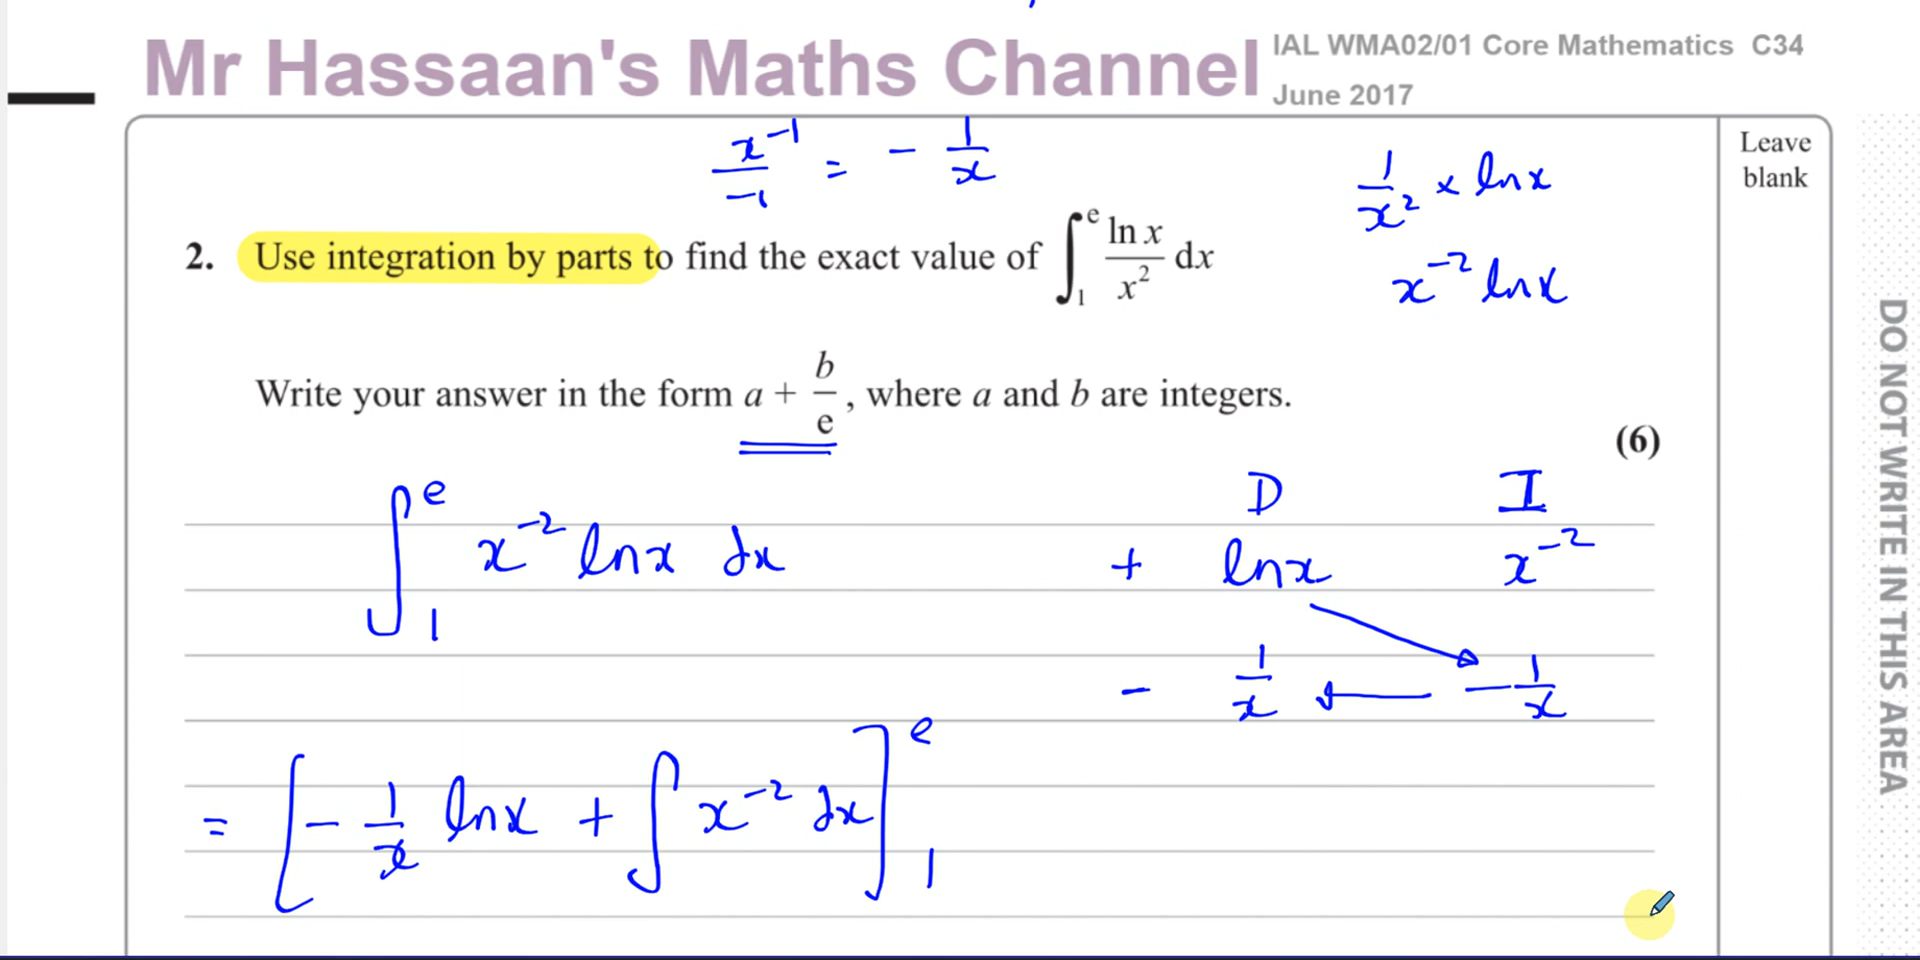 Mr Hassaan's Maths Channel
IAL WMA02/01 Core Mathematics C34
June 2017
Leave
blank
x⁻¹/−1 = − 1/x
1/x² × ln x
x⁻² ln x
2. Use integration by parts to find the exact value of ∫₁ᵉ ln x / x² dx
Write your answer in the form a + b/e, where a and b are integers.
(6)
∫₁ᵉ x⁻² ln x dx
D I
+ ln x x⁻²
− 1/x − 1/x
= [− 1/x ln x + ∫ x⁻² dx]₁ᵉ
DO NOT WRITE IN THIS AREA